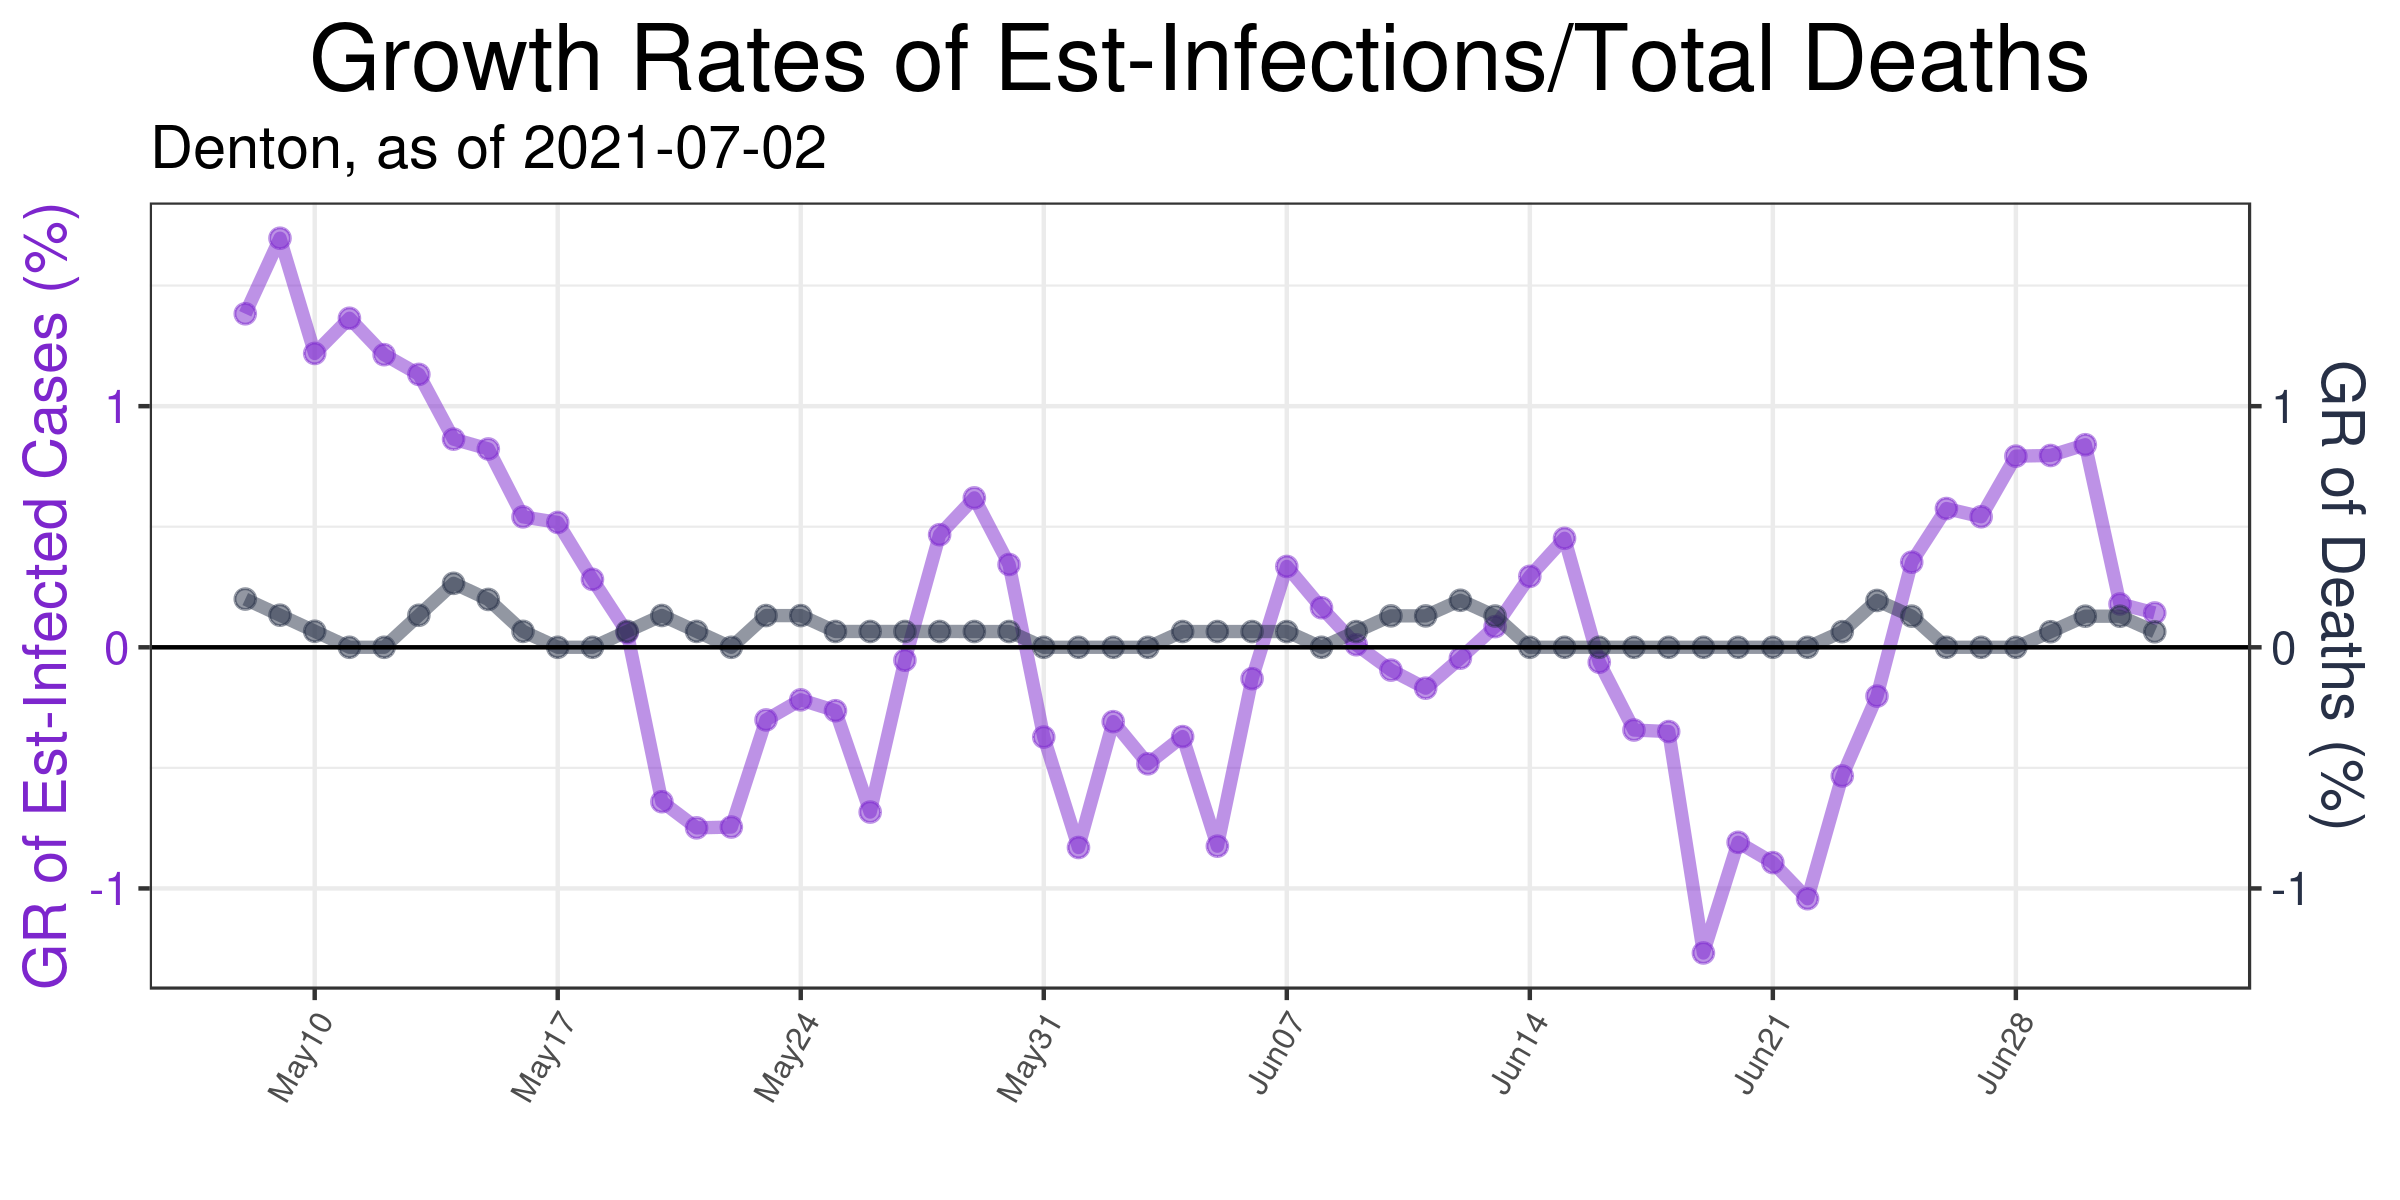 Growth Rates of Est-Infections/Total Deaths
Denton, as of 2021-07-02
GR of Est-Infected Cases (%)
1
0
-1
1
0
-1
GR of Deaths (%)
May10
May17
May24
May31
Jun07
Jun14
Jun21
Jun28